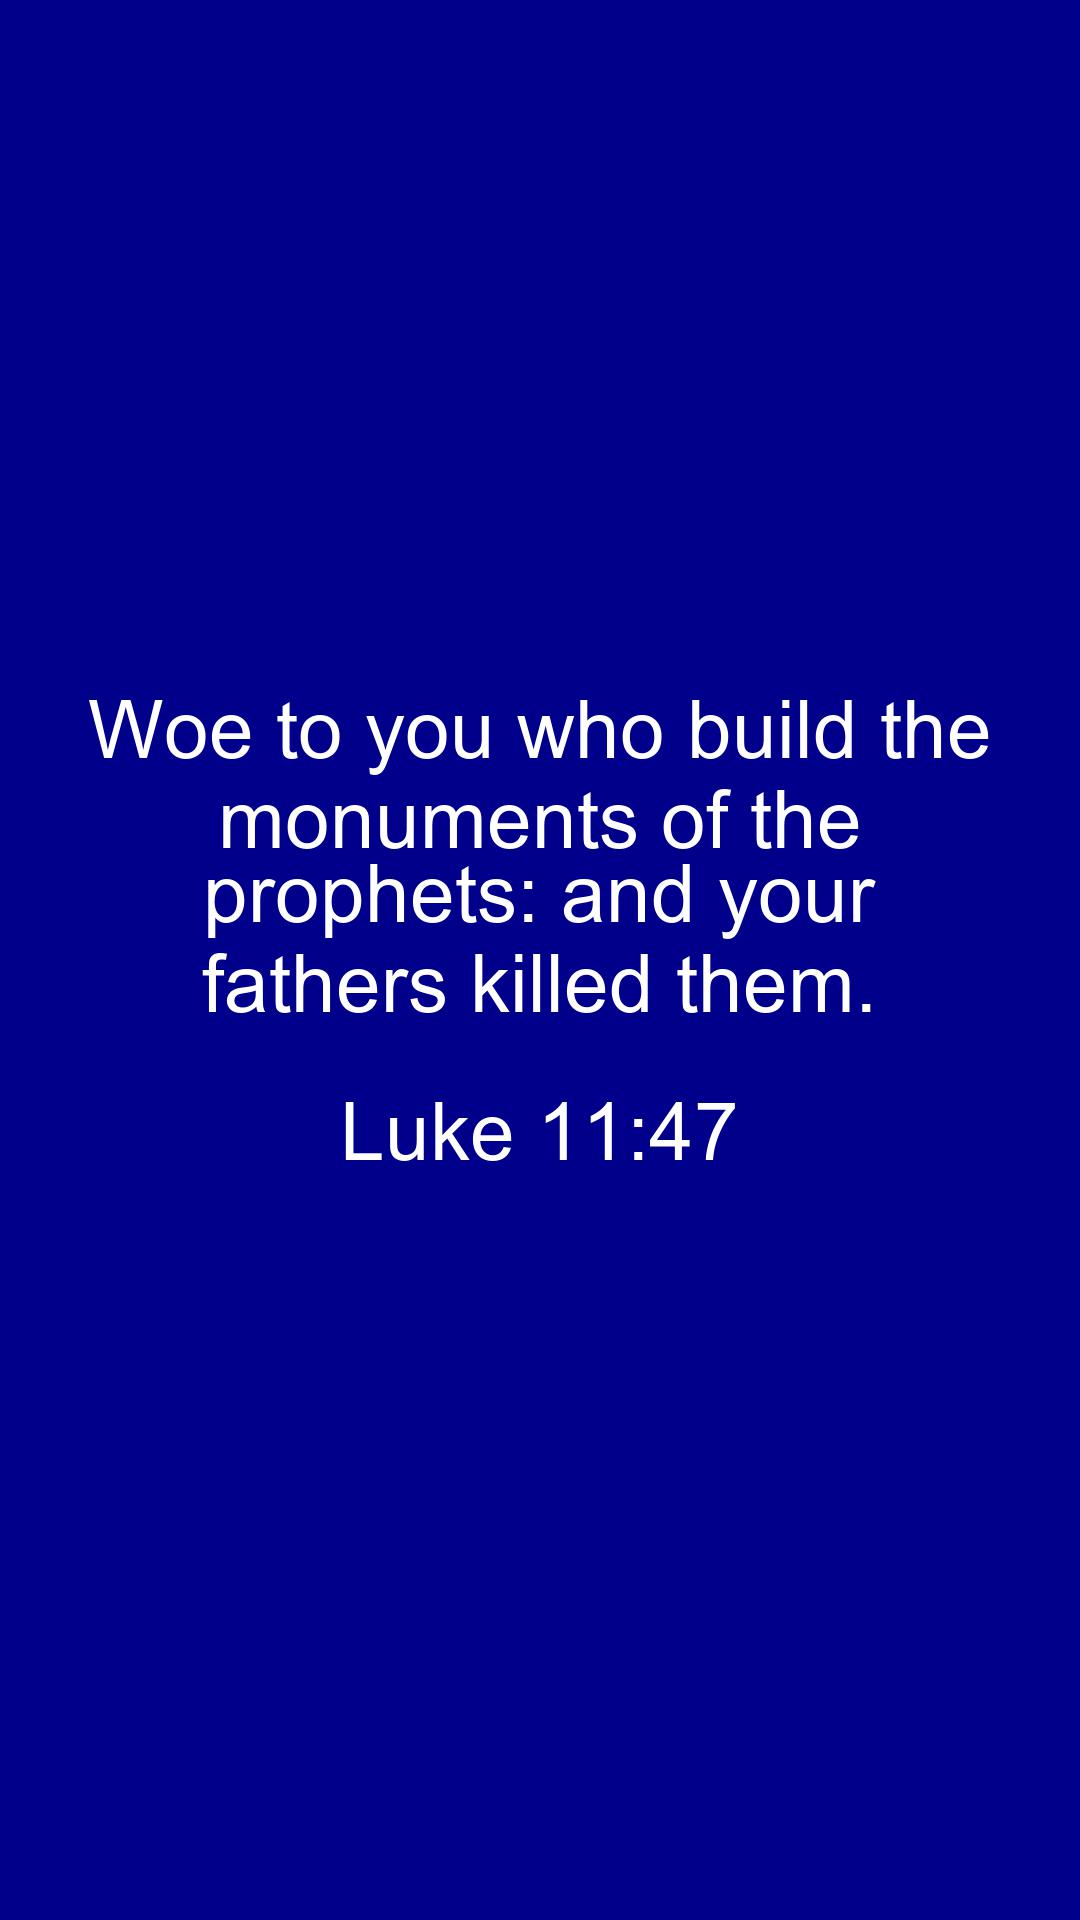 Woe to you who build the
monuments of the
prophets: and your
fathers killed them.
Luke 11:47